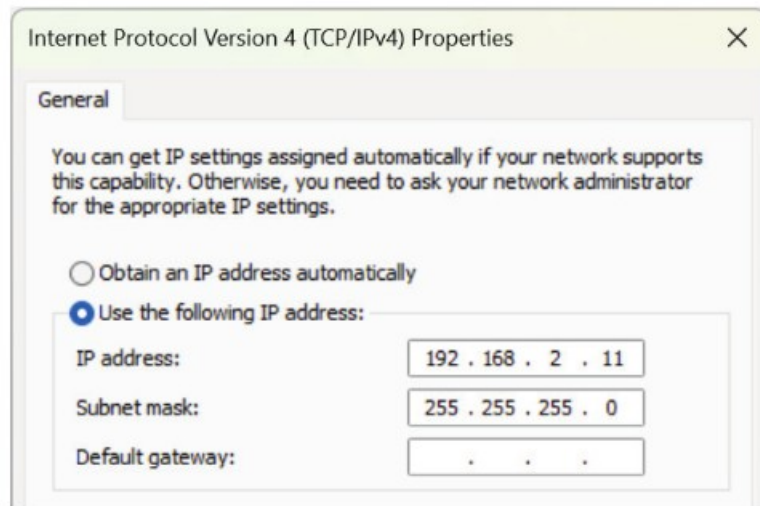 Internet Protocol Version 4 (TCP/IPv4) Properties
General
You can get IP settings assigned automatically if your network supports
this capability. Otherwise, you need to ask your network administrator
for the appropriate IP settings.
Obtain an IP address automatically
Use the following IP address:
IP address: 192 . 168 . 2 . 11
Subnet mask: 255 . 255 . 255 . 0
Default gateway: . . .